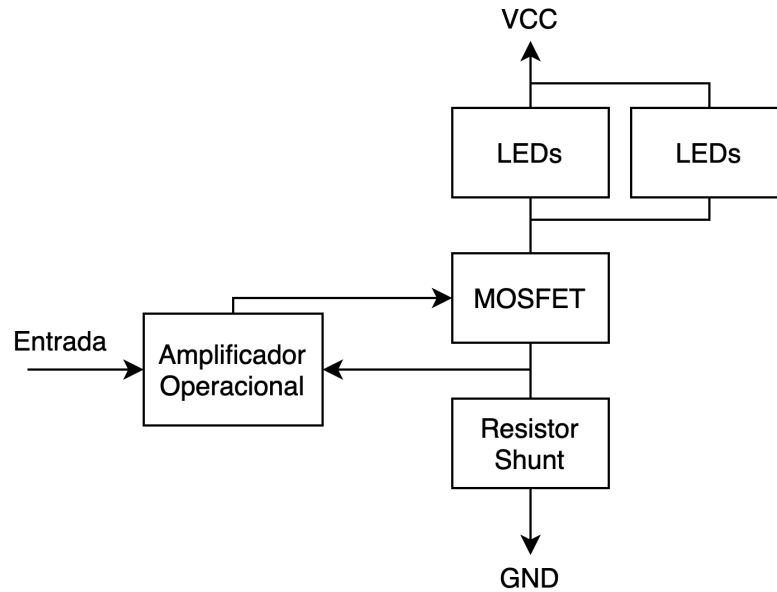 VCC
LEDs
LEDs
MOSFET
Entrada
Amplificador
Operacional
Resistor
Shunt
GND